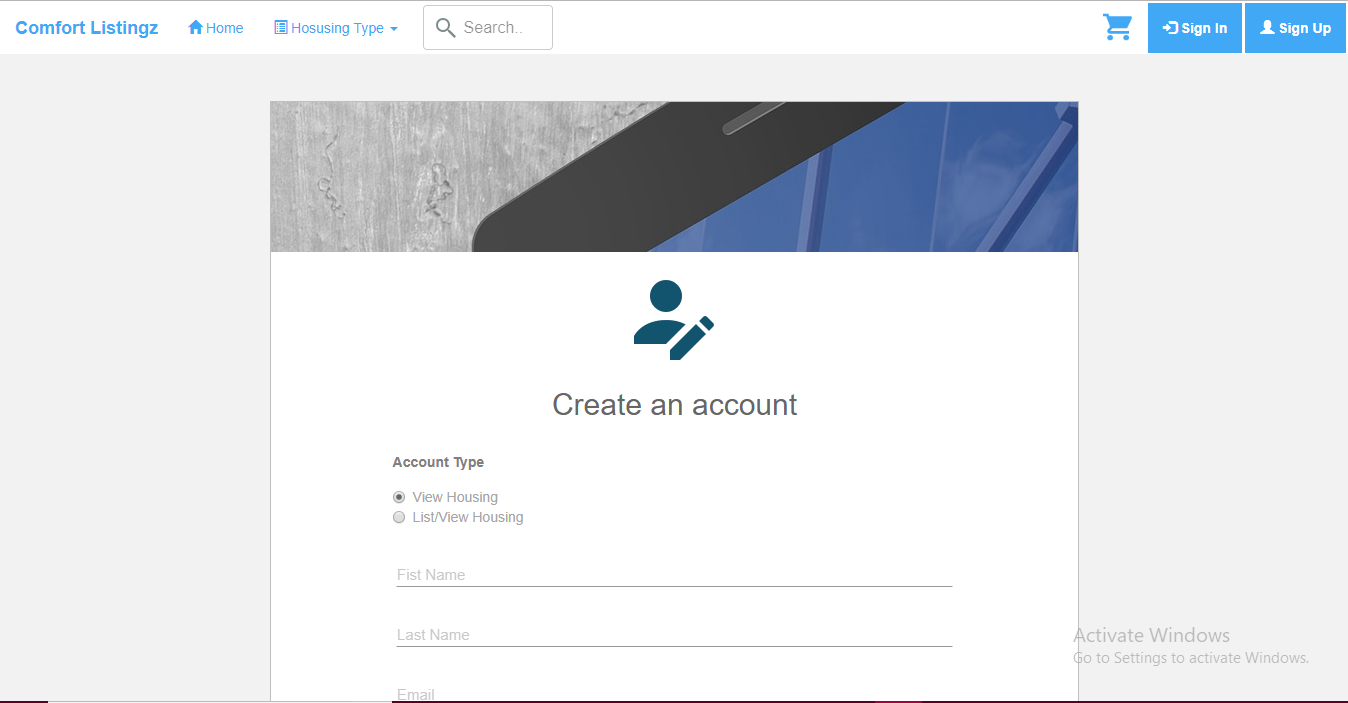 Comfort Listingz Home Hosusing Type Search.. Sign In Sign Up
Create an account
Account Type
View Housing
List/View Housing
Fist Name
Last Name
Email
Activate Windows
Go to Settings to activate Windows.